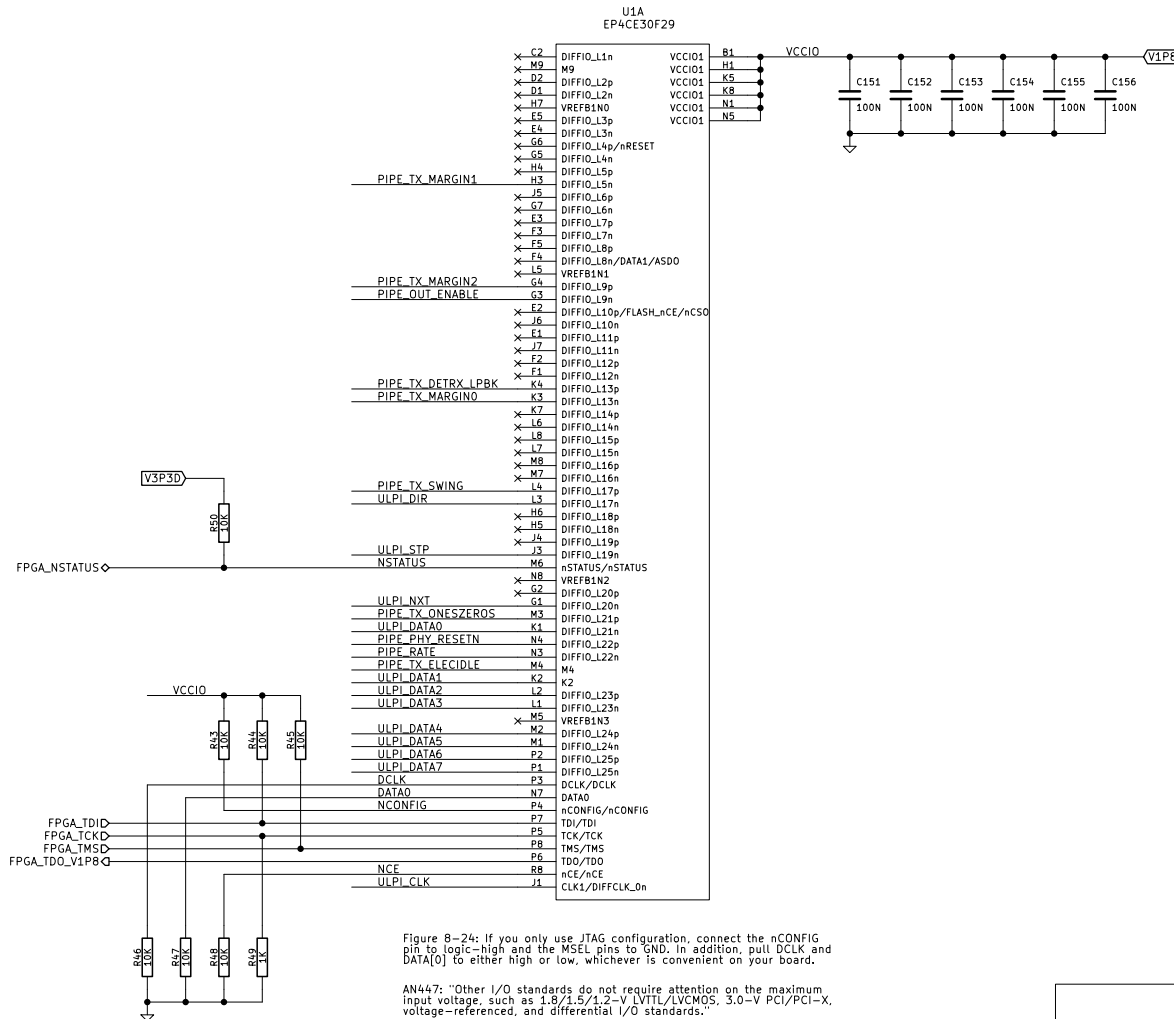 U1A
EP4CE30F29
C2 DIFFIO_L1n
M9 M9
D2 DIFFIO_L2p
D1 DIFFIO_L2n
H7 VREFB1N0
E5 DIFFIO_L3p
E4 DIFFIO_L3n
G6 DIFFIO_L4p/nRESET
G5 DIFFIO_L4n
H4 DIFFIO_L5p
PIPE_TX_MARGIN1 H3 DIFFIO_L5n
J5 DIFFIO_L6p
G7 DIFFIO_L6n
E3 DIFFIO_L7p
F3 DIFFIO_L7n
F5 DIFFIO_L8p
F4 DIFFIO_L8n/DATA1/ASDO
L5 VREFB1N1
PIPE_TX_MARGIN2 G4 DIFFIO_L9p
PIPE_OUT_ENABLE G3 DIFFIO_L9n
E2 DIFFIO_L10p/FLASH_nCE/nCSO
J6 DIFFIO_L10n
E1 DIFFIO_L11p
J7 DIFFIO_L11n
F2 DIFFIO_L12p
F1 DIFFIO_L12n
PIPE_TX_DETRX_LPBK K4 DIFFIO_L13p
PIPE_TX_MARGIN0 K3 DIFFIO_L13n
K7 DIFFIO_L14p
L6 DIFFIO_L14n
L8 DIFFIO_L15p
L7 DIFFIO_L15n
M8 DIFFIO_L16p
M7 DIFFIO_L16n
PIPE_TX_SWING L4 DIFFIO_L17p
ULPI_DIR L3 DIFFIO_L17n
H6 DIFFIO_L18p
H5 DIFFIO_L18n
J4 DIFFIO_L19p
ULPI_STP J3 DIFFIO_L19n
NSTATUS M6 nSTATUS/nSTATUS
N8 VREFB1N2
G2 DIFFIO_L20p
ULPI_NXT G1 DIFFIO_L20n
PIPE_TX_ONESZEROS M3 DIFFIO_L21p
ULPI_DATA0 K1 DIFFIO_L21n
PIPE_PHY_RESETN N4 DIFFIO_L22p
PIPE_RATE N3 DIFFIO_L22n
PIPE_TX_ELECIDLE M4 M4
ULPI_DATA1 K2 K2
ULPI_DATA2 L2 DIFFIO_L23p
ULPI_DATA3 L1 DIFFIO_L23n
M5 VREFB1N3
ULPI_DATA4 M2 DIFFIO_L24p
ULPI_DATA5 M1 DIFFIO_L24n
ULPI_DATA6 P2 DIFFIO_L25p
ULPI_DATA7 P1 DIFFIO_L25n
DCLK P3 DCLK/DCLK
DATA0 N7 DATA0
NCONFIG P4 nCONFIG/nCONFIG
P7 TDI/TDI
P5 TCK/TCK
P8 TMS/TMS
P6 TDO/TDO
NCE R8 nCE/nCE
ULPI_CLK J1 CLK1/DIFFCLK_0n
VCCIO1 B1
VCCIO1 H1
VCCIO1 K5
VCCIO1 K8
VCCIO1 N1
VCCIO1 N5
VCCIO
V1P8
C151 100N
C152 100N
C153 100N
C154 100N
C155 100N
C156 100N
V3P3D
R50 10K
FPGA_NSTATUS
VCCIO
R43 10K
R44 10K
R45 10K
FPGA_TDI
FPGA_TCK
FPGA_TMS
FPGA_TDO_V1P8
R46 10K
R47 10K
R48 10K
R49 1K
Figure 8-24: If you only use JTAG configuration, connect the nCONFIG
pin to logic-high and the MSEL pins to GND. In addition, pull DCLK and
DATA[0] to either high or low, whichever is convenient on your board.
AN447: "Other I/O standards do not require attention on the maximum
input voltage, such as 1.8/1.5/1.2-V LVTTL/LVCMOS, 3.0-V PCI/PCI-X,
voltage-referenced, and differential I/O standards."